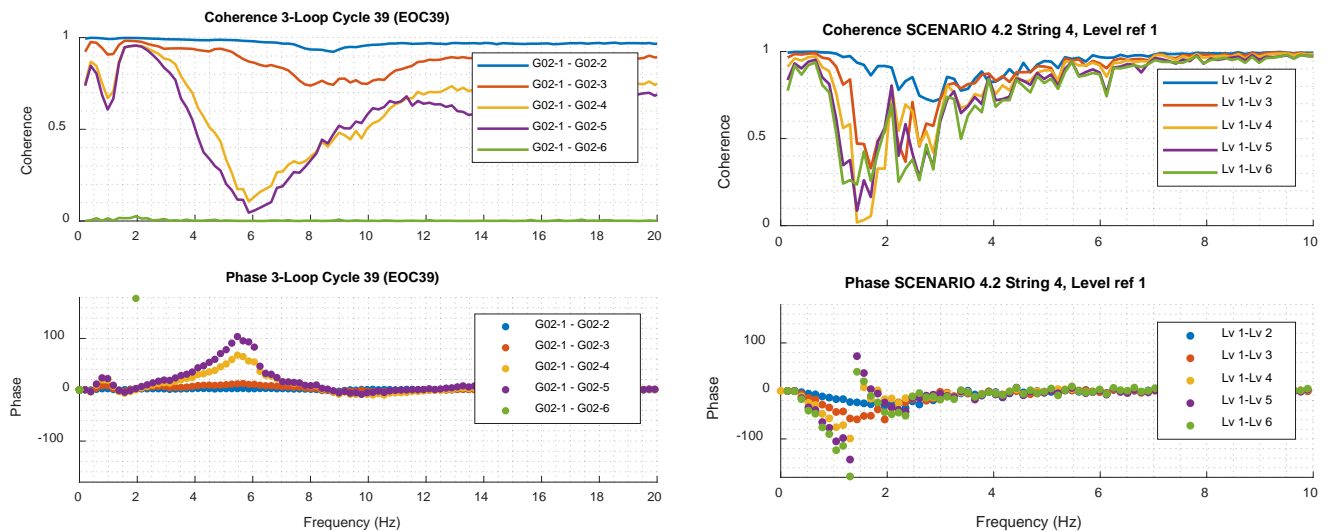 Coherence 3-Loop Cycle 39 (EOC39)
1
0.5
0
Coherence
0 2 4 6 8 10 12 14 16 18 20
G02-1 - G02-2
G02-1 - G02-3
G02-1 - G02-4
G02-1 - G02-5
G02-1 - G02-6
Phase 3-Loop Cycle 39 (EOC39)
100
0
-100
Phase
0 2 4 6 8 10 12 14 16 18 20
Frequency (Hz)
G02-1 - G02-2
G02-1 - G02-3
G02-1 - G02-4
G02-1 - G02-5
G02-1 - G02-6
Coherence SCENARIO 4.2 String 4, Level ref 1
1
0.5
0
Coherence
0 2 4 6 8 10
Lv 1-Lv 2
Lv 1-Lv 3
Lv 1-Lv 4
Lv 1-Lv 5
Lv 1-Lv 6
Phase SCENARIO 4.2 String 4, Level ref 1
100
0
-100
Phase
0 2 4 6 8 10
Frequency (Hz)
Lv 1-Lv 2
Lv 1-Lv 3
Lv 1-Lv 4
Lv 1-Lv 5
Lv 1-Lv 6